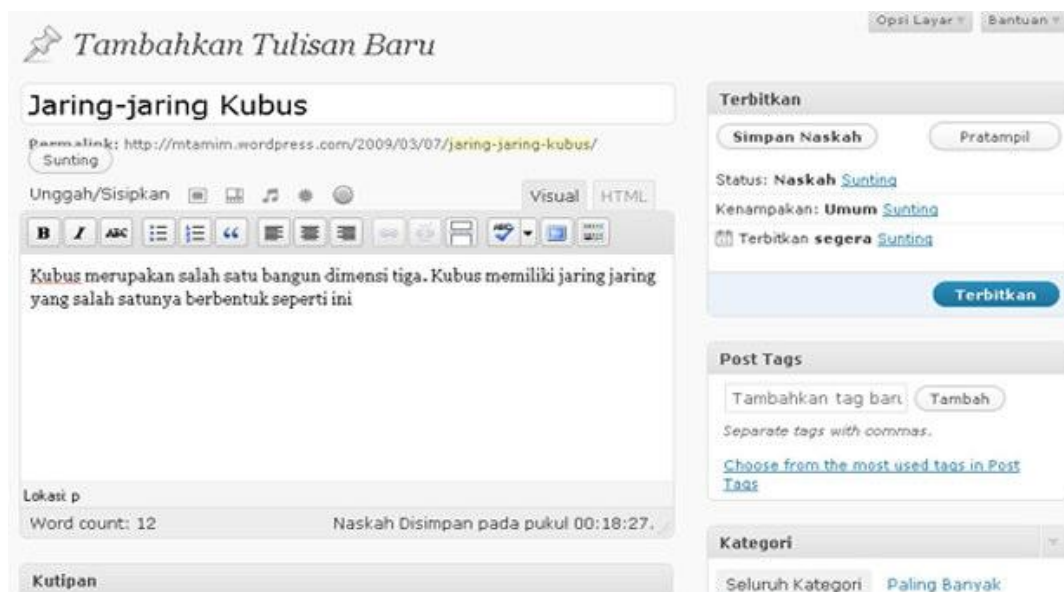 Opsi Layar
Bantuan
Tambahkan Tulisan Baru
Jaring-jaring Kubus
Permalink: http://mtamim.wordpress.com/2009/03/07/jaring-jaring-kubus/
Sunting
Unggah/Sisipkan
Visual
HTML
B I ABC
Kubus merupakan salah satu bangun dimensi tiga. Kubus memiliki jaring jaring
yang salah satunya berbentuk seperti ini
Lokasi: p
Word count: 12
Naskah Disimpan pada pukul 00:18:27.
Kutipan
Terbitkan
Simpan Naskah
Pratampil
Status: Naskah Sunting
Kenampakan: Umum Sunting
Terbitkan segera Sunting
Terbitkan
Post Tags
Tambahkan tag baru
Tambah
Separate tags with commas.
Choose from the most used tags in Post
Tags
Kategori
Seluruh Kategori
Paling Banyak